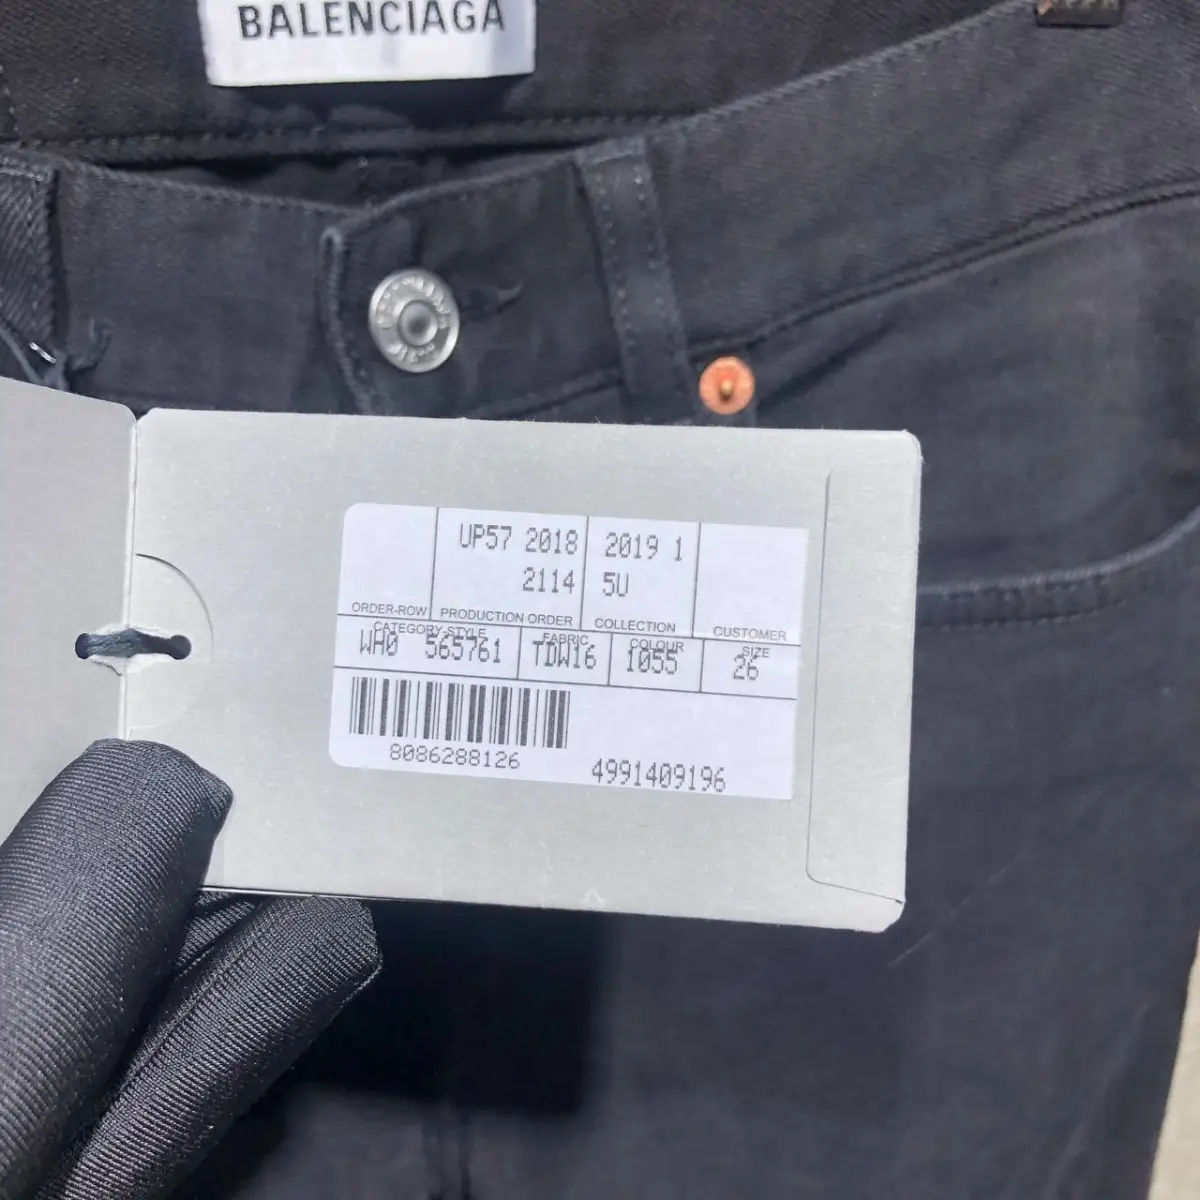 BALENCIAGA
UP57 2018 2019 1
2114 5U
ORDER-ROW PRODUCTION ORDER COLLECTION CUSTOMER
CATEGORY-STYLE FABRIC COLOUR SIZE
WH0 565761 TDW16 1055 26
8086288126 4991409196